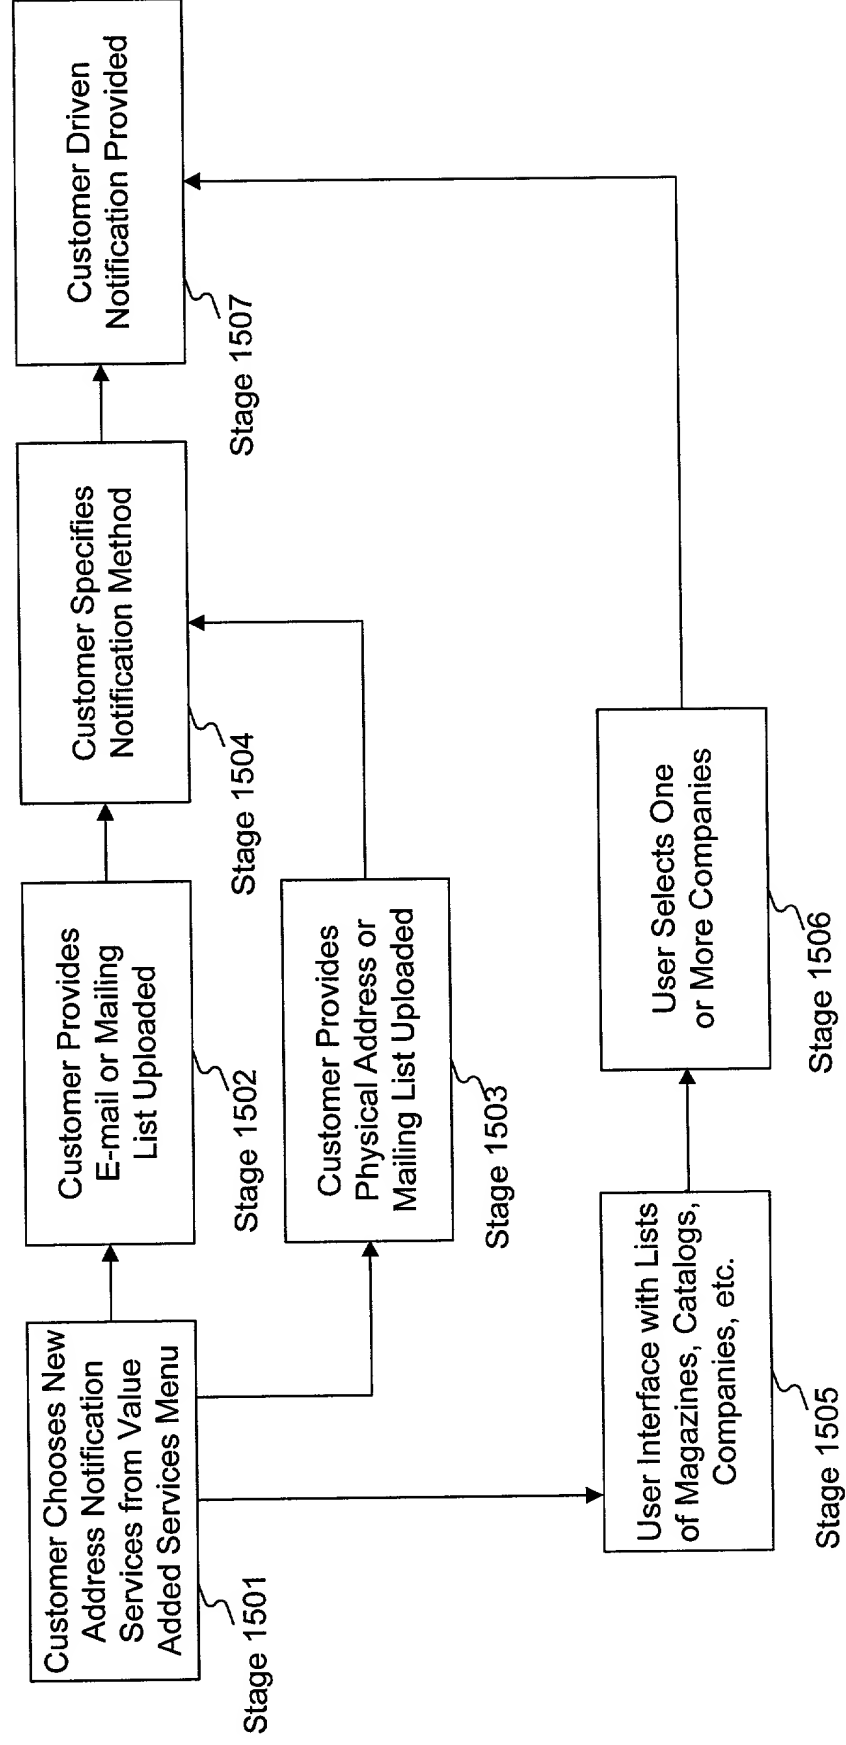 Customer Chooses New
Address Notification
Services from Value
Added Services Menu
Stage 1501
Customer Provides
E-mail or Mailing
List Uploaded
Stage 1502
Customer Provides
Physical Address or
Mailing List Uploaded
Stage 1503
Customer Specifies
Notification Method
Stage 1504
User Interface with Lists
of Magazines, Catalogs,
Companies, etc.
Stage 1505
User Selects One
or More Companies
Stage 1506
Customer Driven
Notification Provided
Stage 1507